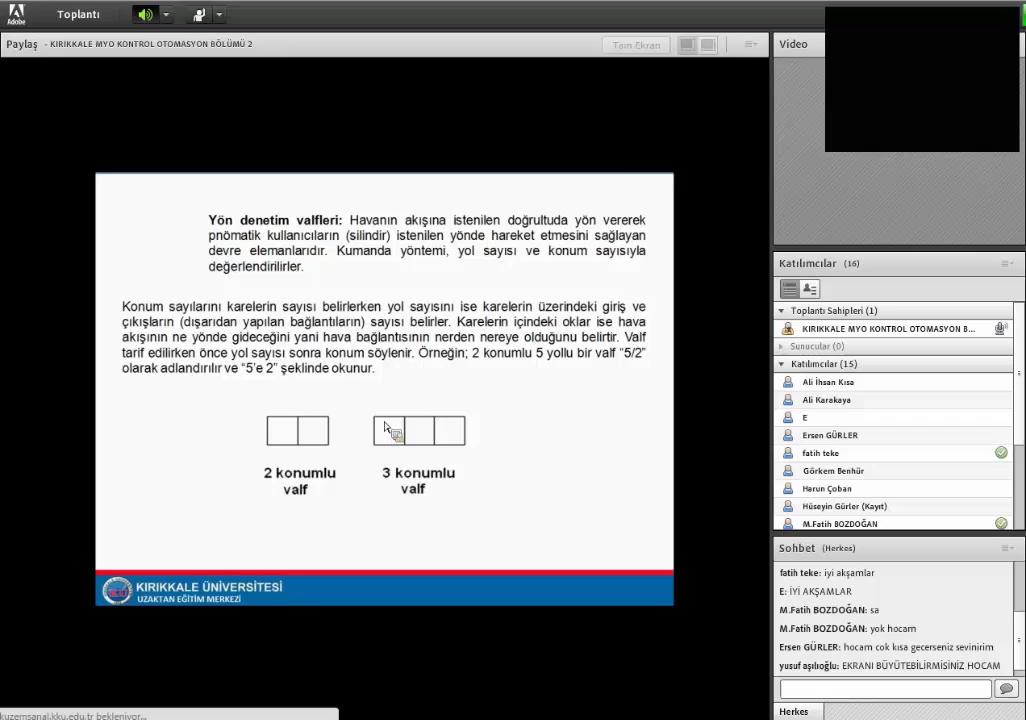 Adobe
Toplantı
Paylaş - KIRIKKALE MYO KONTROL OTOMASYON BÖLÜMÜ 2
Tam Ekran
Video
Yön denetim valfleri: Havanın akışına istenilen doğrultuda yön vererek
pnömatik kullanıcıların (silindir) istenilen yönde hareket etmesini sağlayan
devre elemanlarıdır. Kumanda yöntemi, yol sayısı ve konum sayısıyla
değerlendirilirler.
Konum sayılarını karelerin sayısı belirlerken yol sayısını ise karelerin üzerindeki giriş ve
çıkışların (dışarıdan yapılan bağlantıların) sayısı belirler. Karelerin içindeki oklar ise hava
akışının ne yönde gideceğini yani hava bağlantısının nerden nereye olduğunu belirtir. Valf
tarif edilirken önce yol sayısı sonra konum söylenir. Örneğin; 2 konumlu 5 yollu bir valf “5/2”
olarak adlandırılır ve “5’e 2” şeklinde okunur.
2 konumlu
valf
3 konumlu
valf
KIRIKKALE ÜNİVERSİTESİ
UZAKTAN EĞİTİM MERKEZİ
kuzemsanal.kku.edu.tr bekleniyor...
Katılımcılar (16)
Toplantı Sahipleri (1)
KIRIKKALE MYO KONTROL OTOMASYON B...
Sunucular (0)
Katılımcılar (15)
Ali İhsan Kısa
Ali Karakaya
E
Ersen GÜRLER
fatih teke
Görkem Benhür
Harun Çoban
Hüseyin Gürler (Kayıt)
M.Fatih BOZDOĞAN
Sohbet (Herkes)
fatih teke: iyi akşamlar
E: İYİ AKŞAMLAR
M.Fatih BOZDOĞAN: sa
M.Fatih BOZDOĞAN: yok hocam
Ersen GÜRLER: hocam cok kısa gecerseniz sevinirim
yusuf aşılıoğlu: EKRANI BÜYÜTEBİLİRMİSİNİZ HOCAM
Herkes